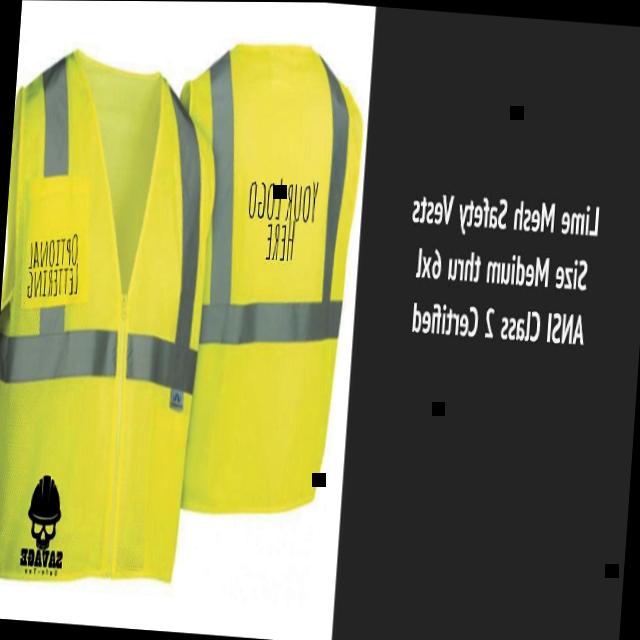 OPTIONAL
LETTERING
YOUR LOGO
HERE
SAVAGE
Lime Mesh Safety Vests
Size Medium thru 6xl
ANSI Class 2 Certified